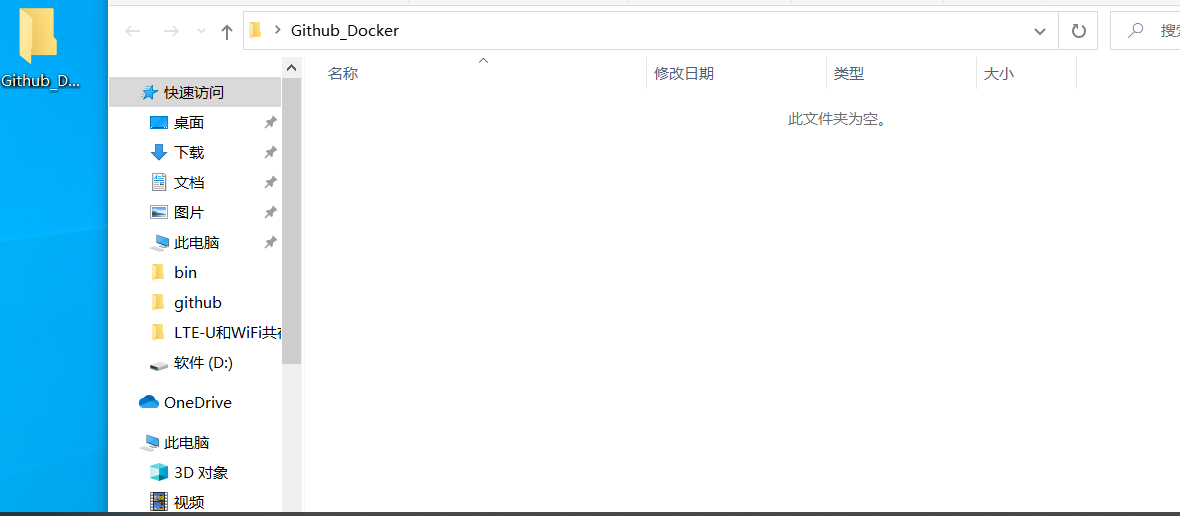 Github_Docker
搜索
Github_D...
名称
修改日期
类型
大小
此文件夹为空。
快速访问
桌面
下载
文档
图片
此电脑
bin
github
LTE-U和WiFi共存
软件 (D:)
OneDrive
此电脑
3D 对象
视频